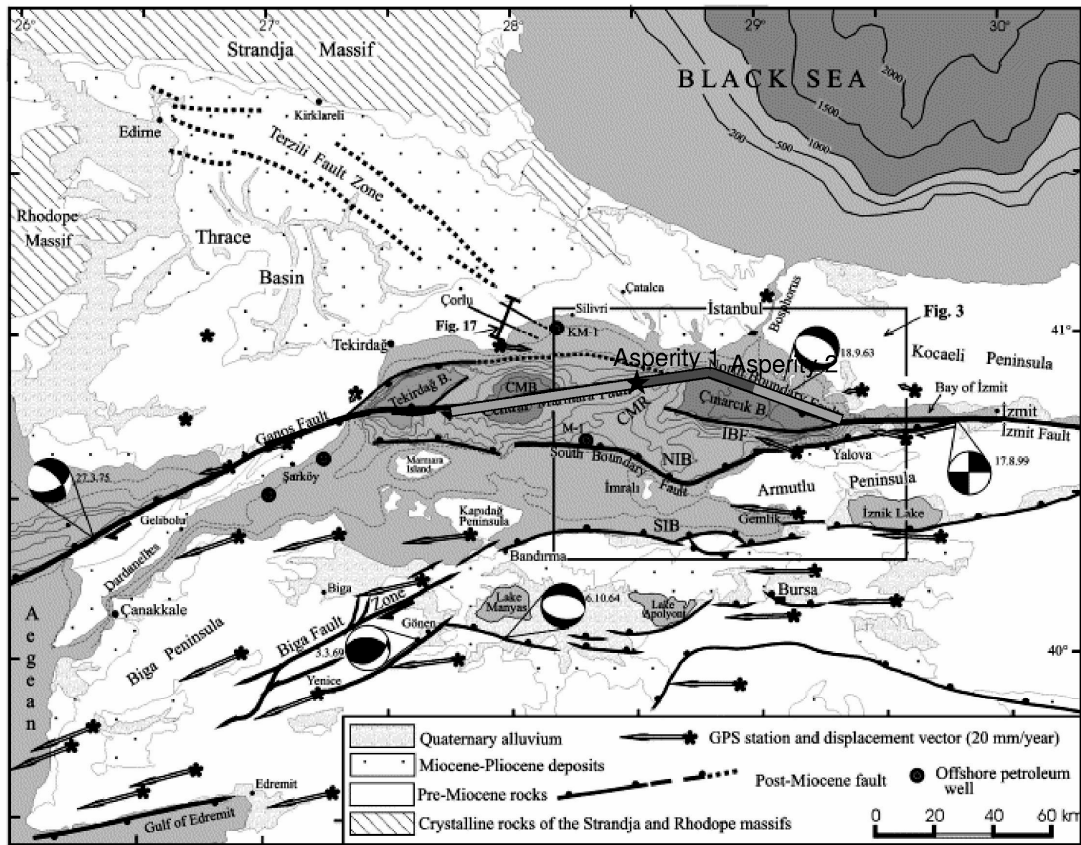 26°
27°
28°
29°
30°
Strandja Massif
BLACK SEA
2000
1500
1000
500
200
Kirklareli
Edirne
Terzili Fault Zone
Rhodope
Massif
Thrace
Basin
Çatalca
Bosphorus
Çorlu
Silivri
İstanbul
Fig. 3
Fig. 17
KM-1
41°
Tekirdağ
Asperity 1
Asperity 2
18.9.63
Kocaeli Peninsula
North Boundary Fault
Tekirdağ B.
CMB
Central Marmara Fault
CMR
Çınarcık B.
Bay of İzmit
İzmit
İzmit Fault
Ganos Fault
M-1
IBF
27.3.75
Marmara
Island
South Boundary Fault
NIB
Yalova
17.8.99
Şarköy
İmralı
Armutlu Peninsula
Gelibolu
Kapıdağ
Peninsula
SIB
Gemlik
İznik Lake
Dardanelles
Bandırma
Biga
Lake
Manyas
6.10.64
Lake
Apolyont
Bursa
Çanakkale
Biga Fault Zone
Gönen
Aegean
Biga Peninsula
3.3.69
Yenice
40°
Quaternary alluvium
GPS station and displacement vector (20 mm/year)
Miocene-Pliocene deposits
Post-Miocene fault
Offshore petroleum
well
Pre-Miocene rocks
Edremit
Gulf of Edremit
Crystalline rocks of the Strandja and Rhodope massifs
0 20 40 60 km